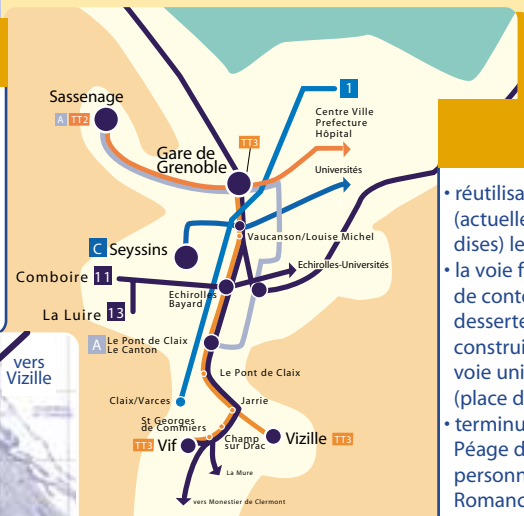 1
Sassenage
A TT2
Centre Ville
Prefecture
Hôpital
TT3
Gare de
Grenoble
Universités
• réutilisa
(actuelle
dises) le
• la voie f
de conte
desserte
construi
voie uni
(place d
• terminu
Péage d
personn
Romanc
Vaucanson/Louise Michel
C Seyssins
Echirolles-Universités
Comboire 11
Echirolles
Bayard
La Luire 13
A Le Pont de Claix
Le Canton
vers
Vizille
Le Pont de Claix
Claix/Varces
Jarrie
St Georges
de Commiers
TT3 Vif
Champ
sur Drac
Vizille TT3
La Mure
vers Monestier de Clermont